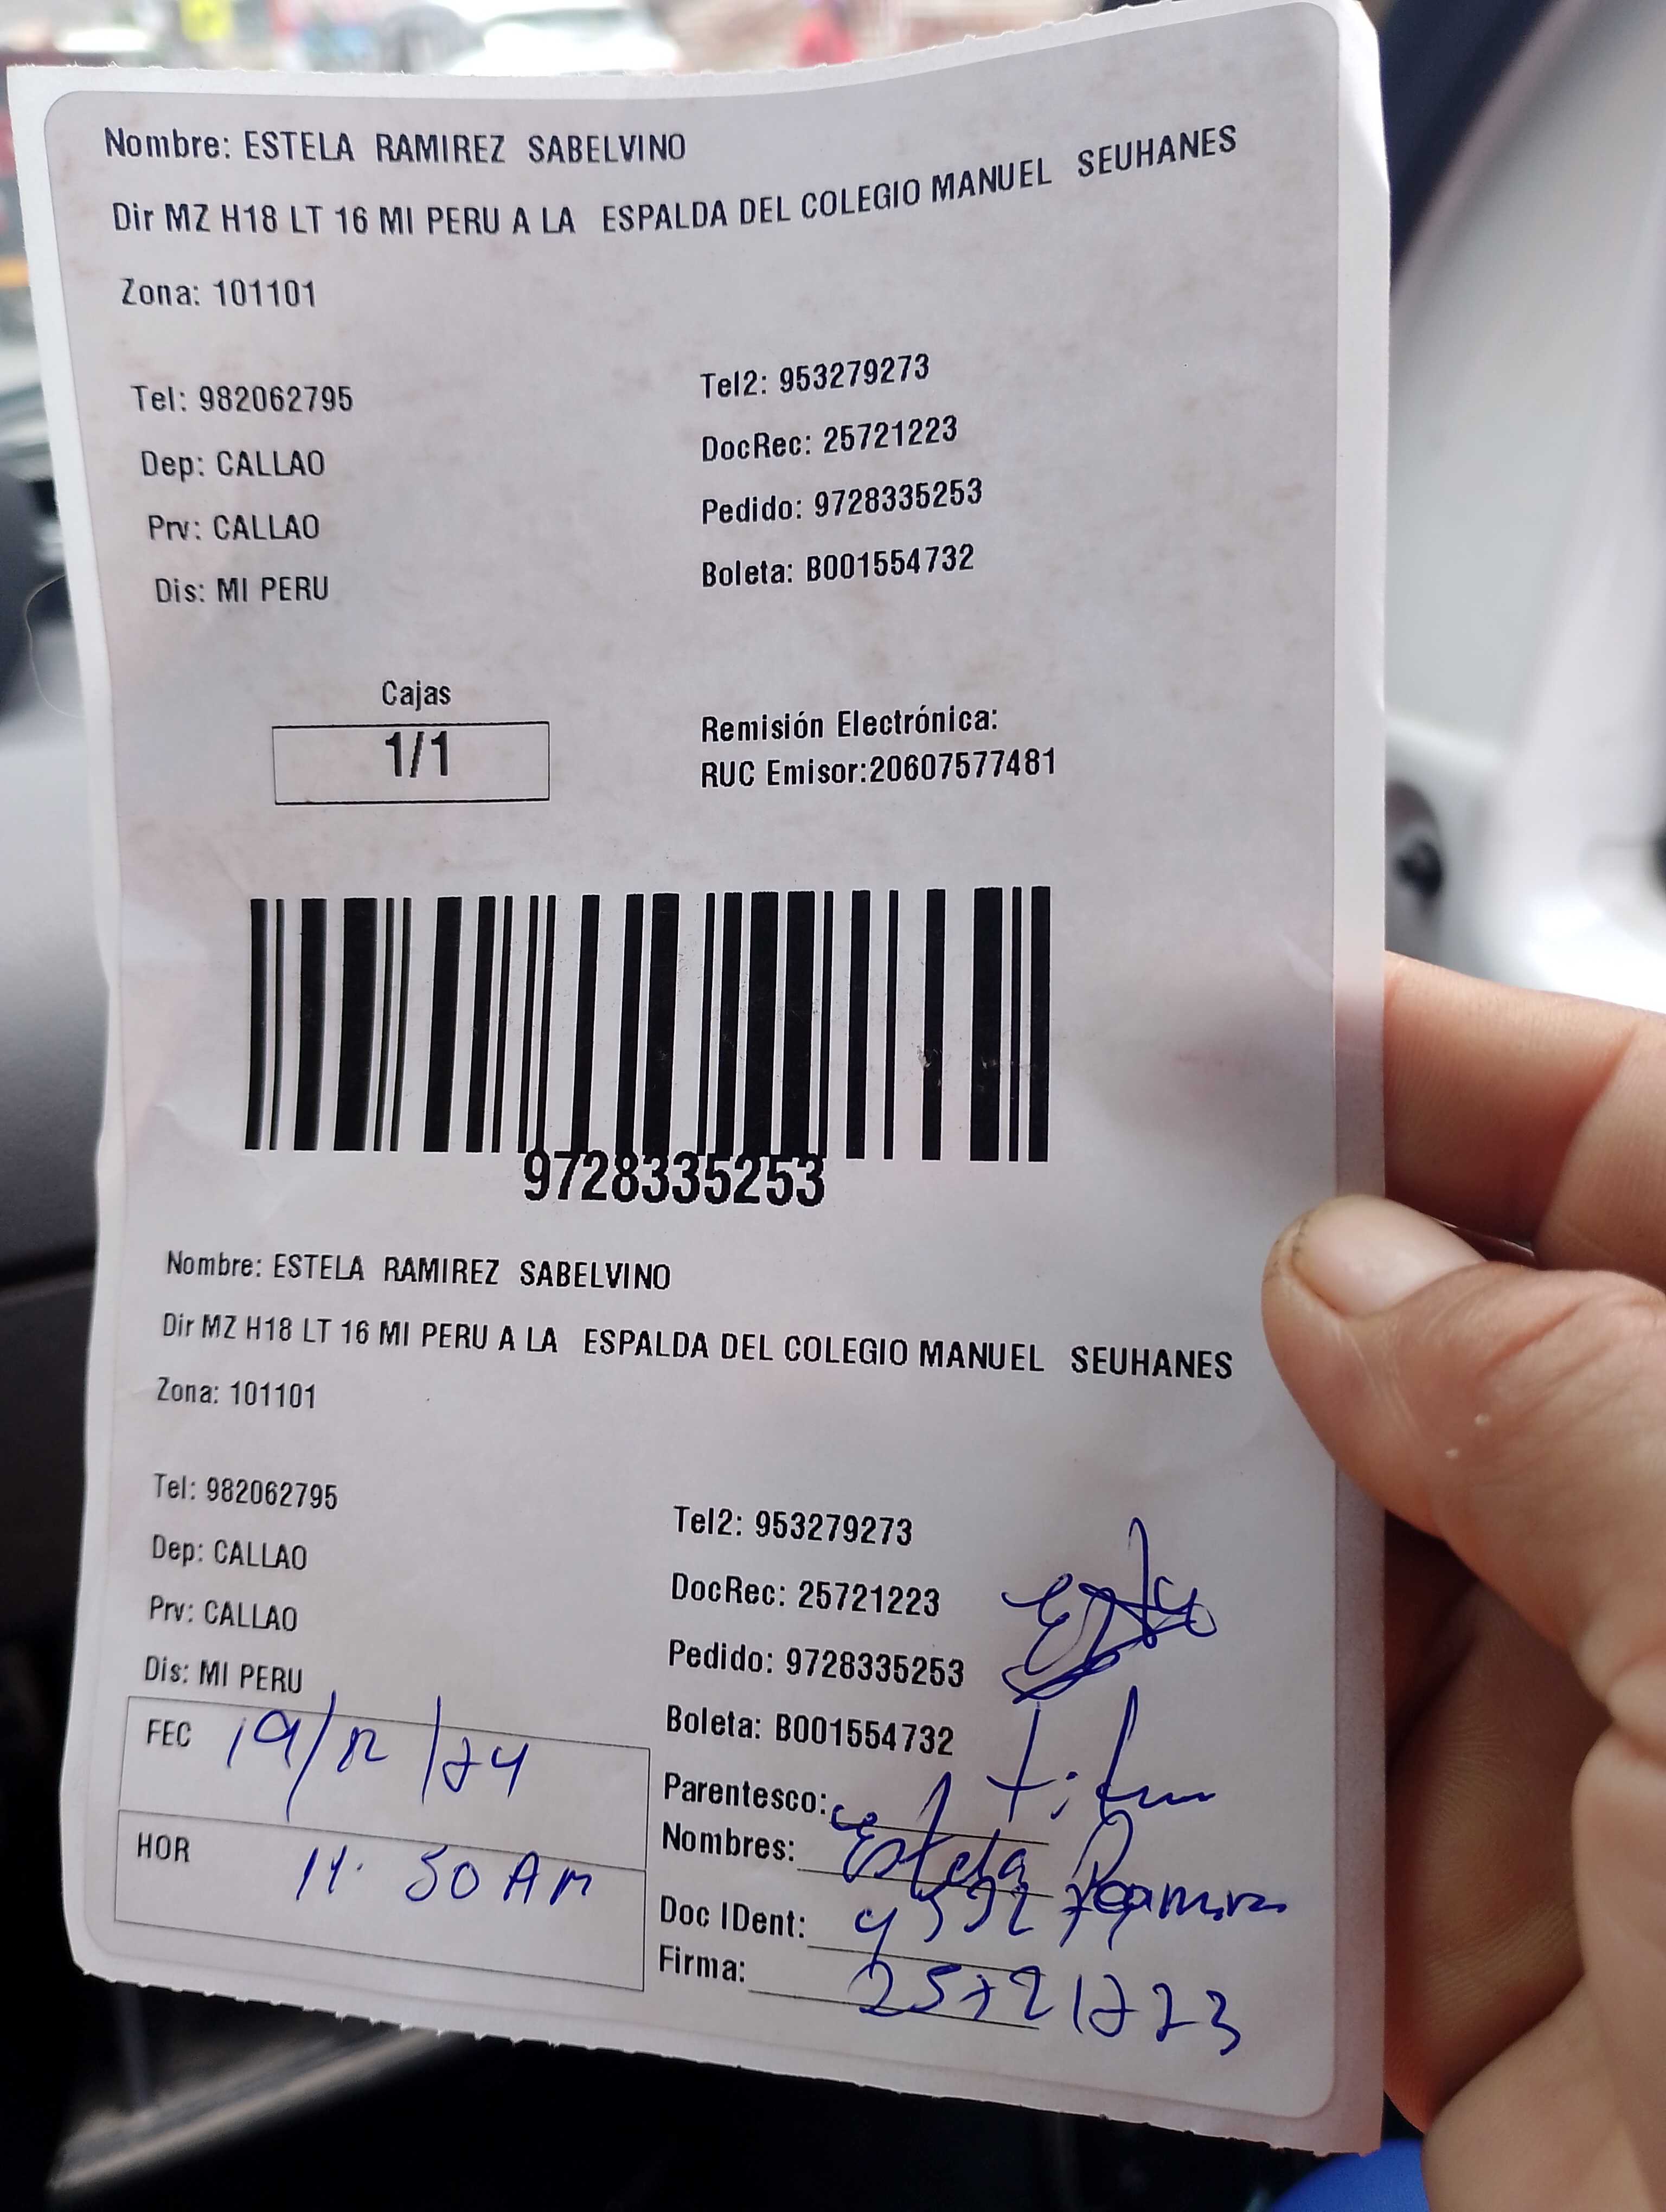 Nombre: ESTELA RAMIREZ SABELVINO
Dir MZ H18 LT 16 MI PERU A LA ESPALDA DEL COLEGIO MANUEL SEUHANES
Zona: 101101
Tel: 982062795
Tel2: 953279273
Dep: CALLAO
DocRec: 25721223
Prv: CALLAO
Pedido: 9728335253
Dis: MI PERU
Boleta: B001554732
Cajas
1/1
Remisión Electrónica:
RUC Emisor:20607577481
9728335253
Nombre: ESTELA RAMIREZ SABELVINO
Dir MZ H18 LT 16 MI PERU A LA ESPALDA DEL COLEGIO MANUEL SEUHANES
Zona: 101101
Tel: 982062795
Tel2: 953279273
Dep: CALLAO
DocRec: 25721223
Prv: CALLAO
Pedido: 9728335253
Dis: MI PERU
Boleta: B001554732
FEC 19/12/24
HOR 11:50 AM
Parentesco:
Nombres: Estela Ramirez
Doc IDent:
Firma: 25721223